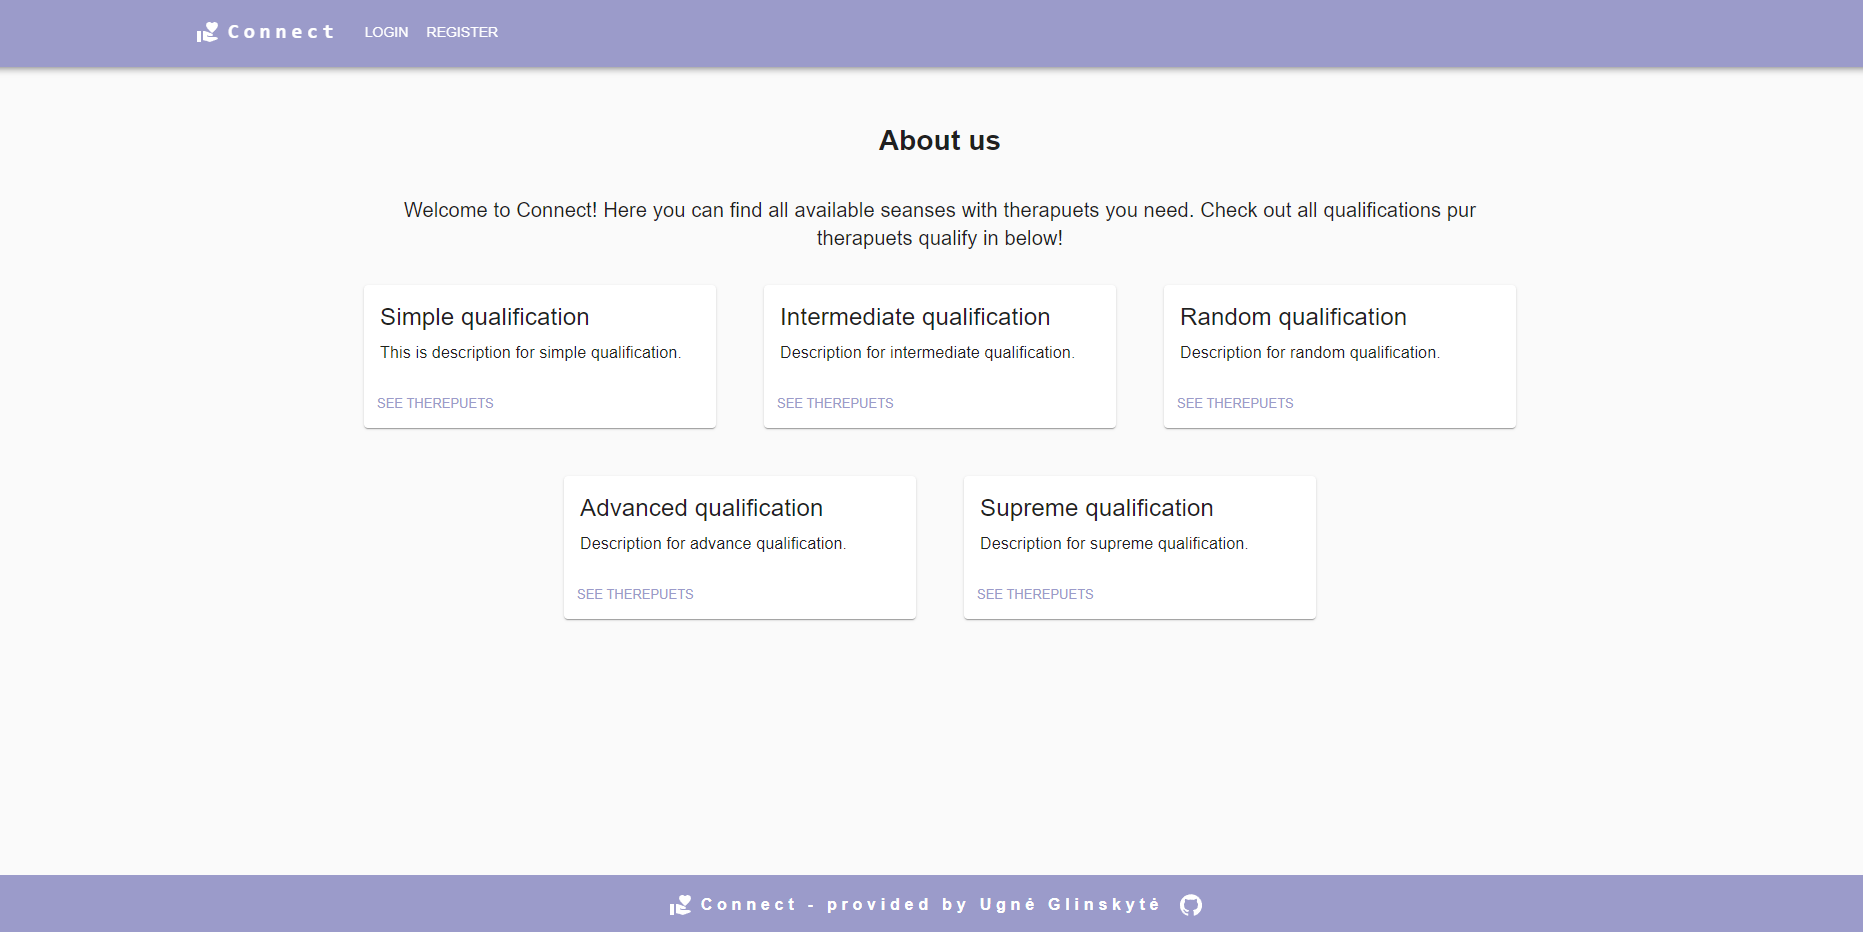 Connect LOGIN REGISTER
About us
Welcome to Connect! Here you can find all available seanses with therapuets you need. Check out all qualifications pur
therapuets qualify in below!
Simple qualification
This is description for simple qualification.
SEE THEREPUETS
Intermediate qualification
Description for intermediate qualification.
SEE THEREPUETS
Random qualification
Description for random qualification.
SEE THEREPUETS
Advanced qualification
Description for advance qualification.
SEE THEREPUETS
Supreme qualification
Description for supreme qualification.
SEE THEREPUETS
Connect - provided by Ugnė Glinskytė